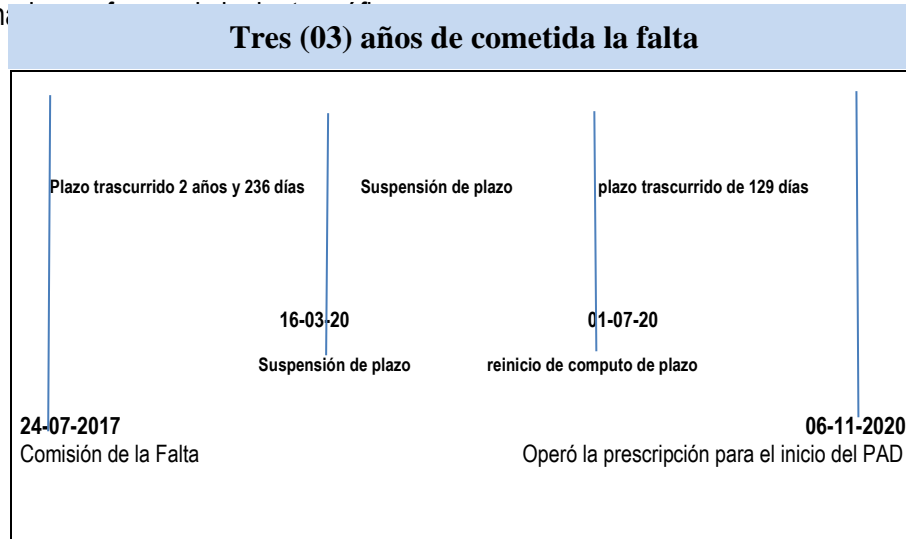 Tres (03) años de cometida la falta
Plazo trascurrido 2 años y 236 días Suspensión de plazo plazo trascurrido de 129 días
16-03-20 01-07-20
Suspensión de plazo reinicio de computo de plazo
24-07-2017 06-11-2020
Comisión de la Falta Operó la prescripción para el inicio del PAD